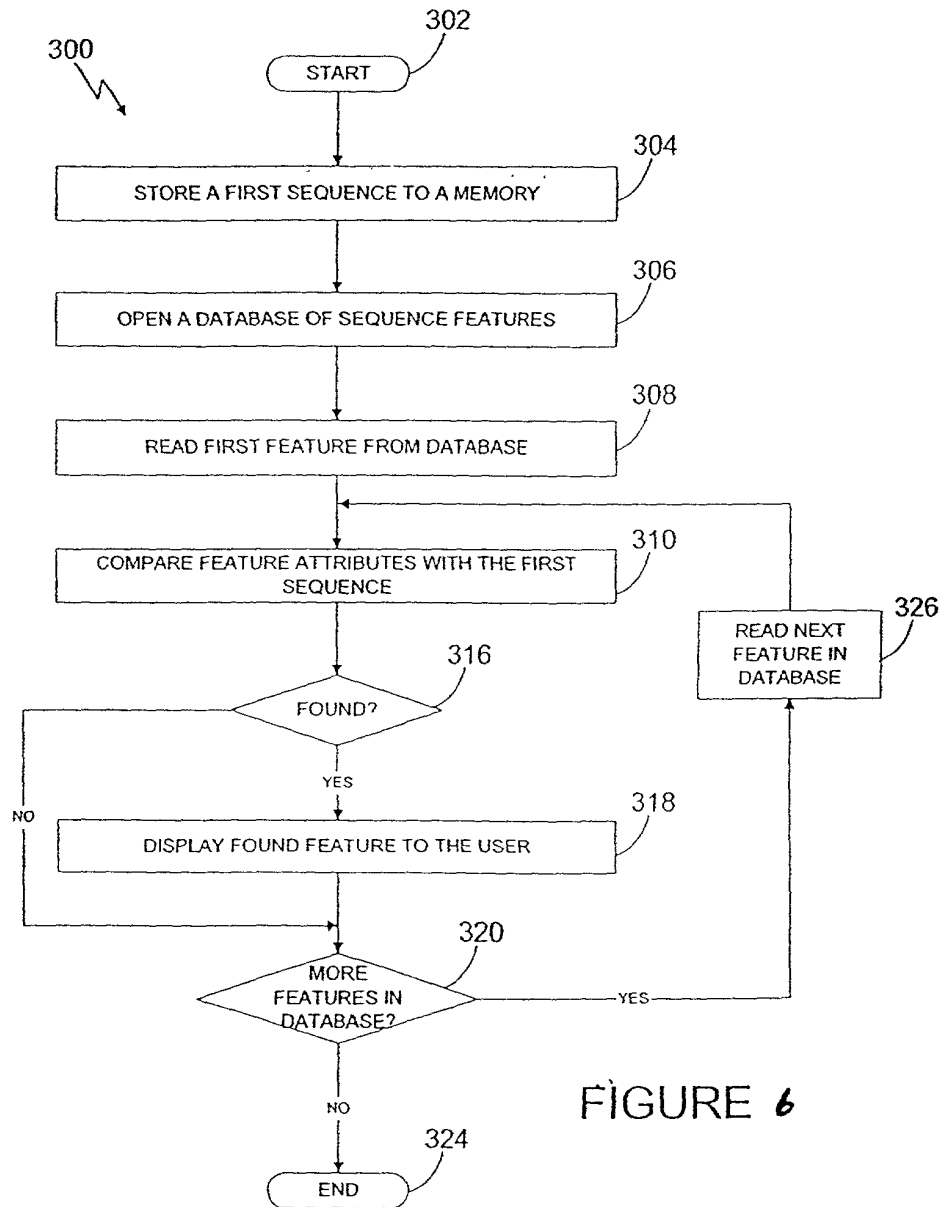 302
300
START
304
STORE A FIRST SEQUENCE TO A MEMORY
306
OPEN A DATABASE OF SEQUENCE FEATURES
308
READ FIRST FEATURE FROM DATABASE
310
COMPARE FEATURE ATTRIBUTES WITH THE FIRST
SEQUENCE
326
READ NEXT
FEATURE IN
DATABASE
316
FOUND?
YES
NO
318
DISPLAY FOUND FEATURE TO THE USER
320
MORE
FEATURES IN
DATABASE?
YES
NO
FIGURE 6
324
END